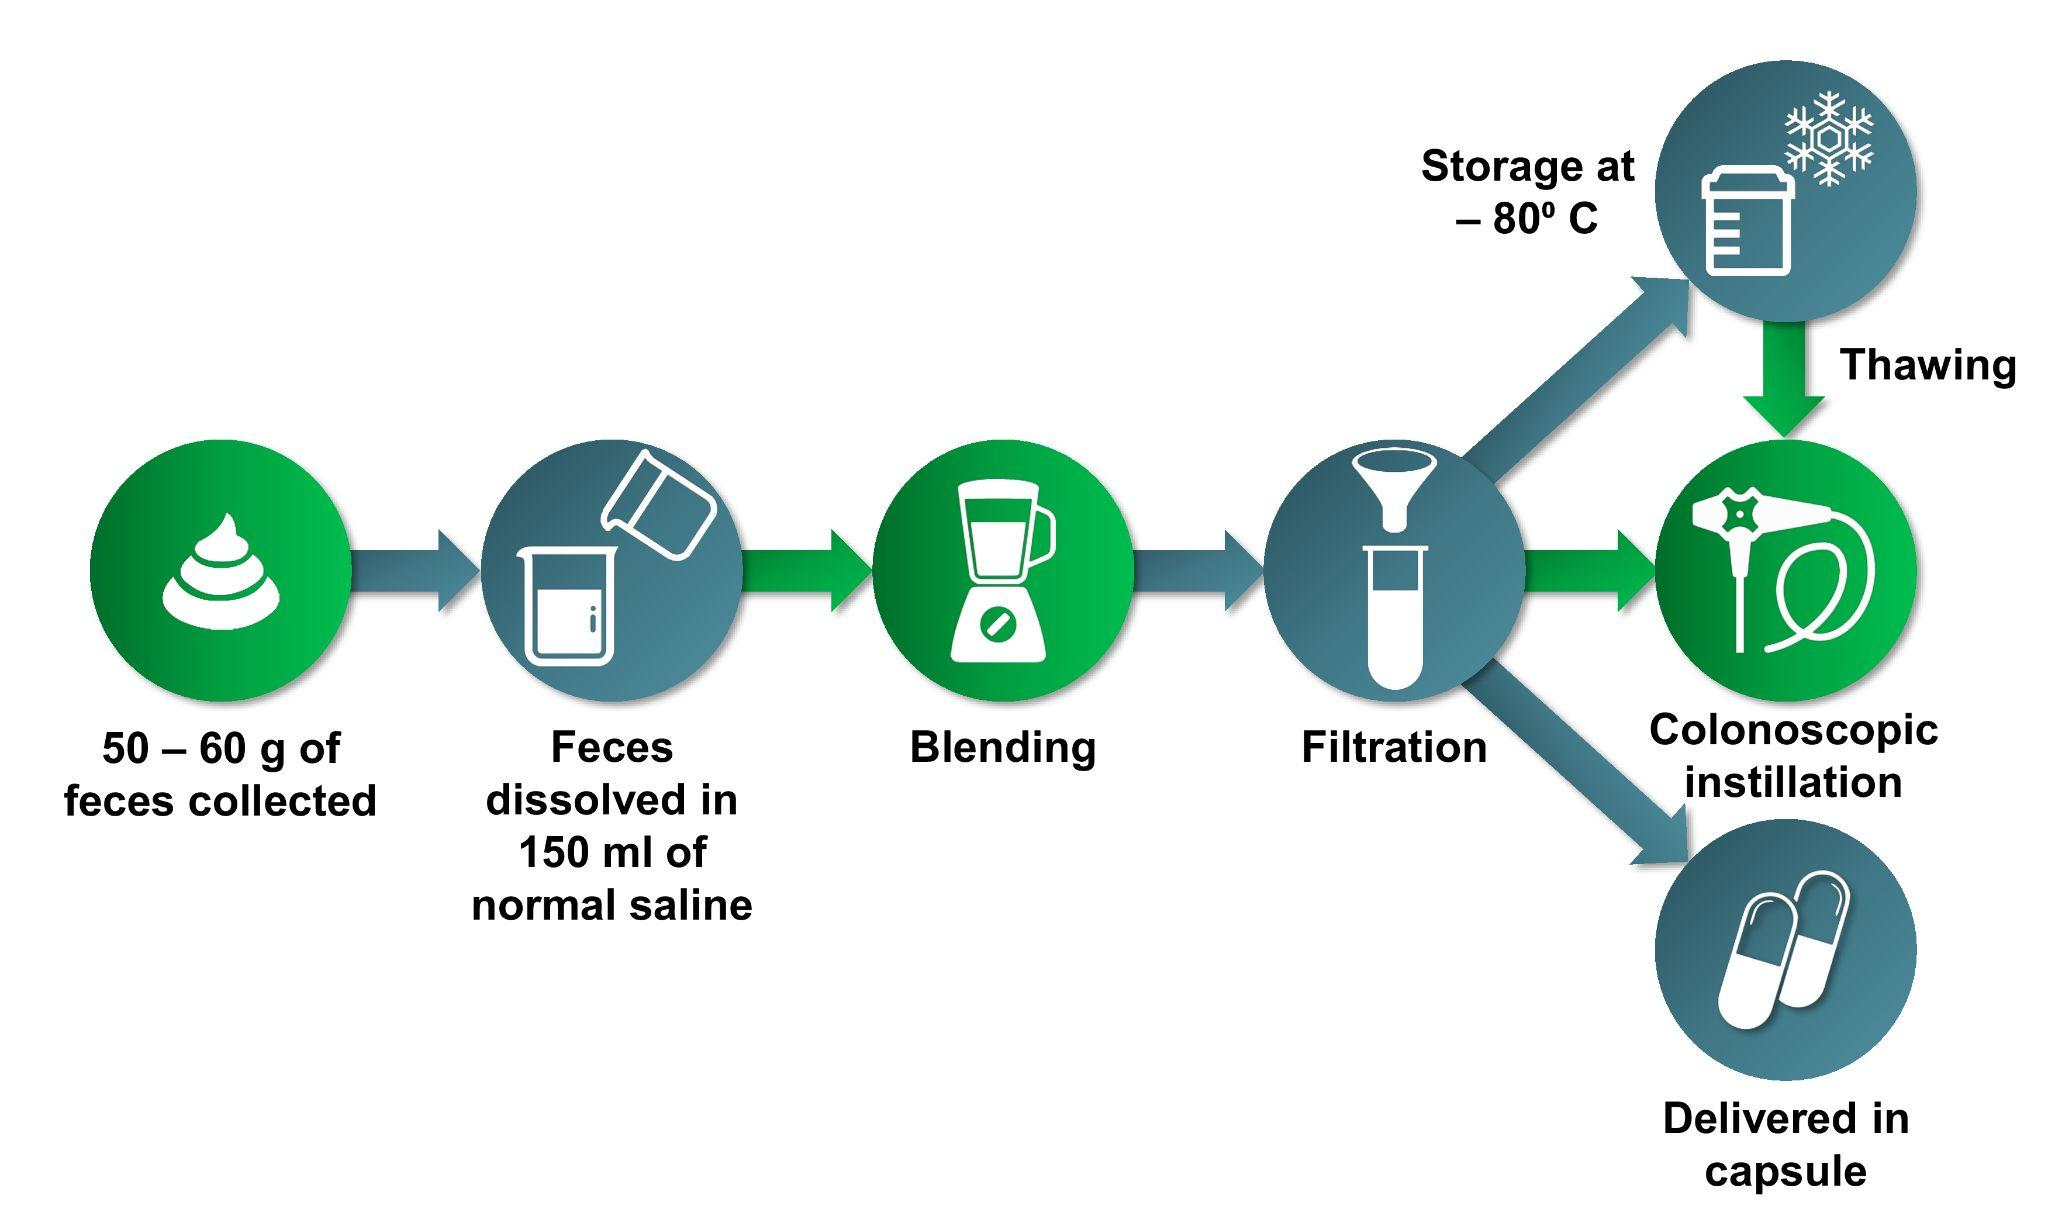 Storage at
– 80⁰ C
Thawing
50 – 60 g of
feces collected
Feces
dissolved in
150 ml of
normal saline
Blending
Filtration
Colonoscopic
instillation
Delivered in
capsule